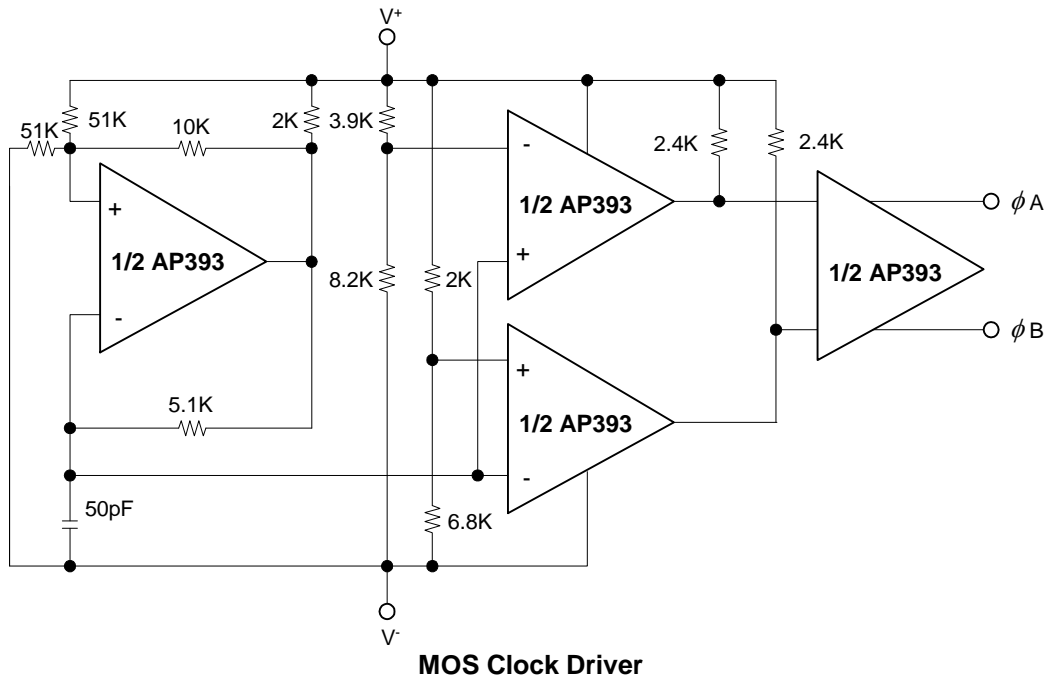 V+
51K
51K
10K
2K
3.9K
-
+
1/2 AP393
2.4K
2.4K
+
-
1/2 AP393
8.2K
2K
1/2 AP393
ϕA
ϕB
+
-
1/2 AP393
5.1K
50pF
6.8K
V-
MOS Clock Driver